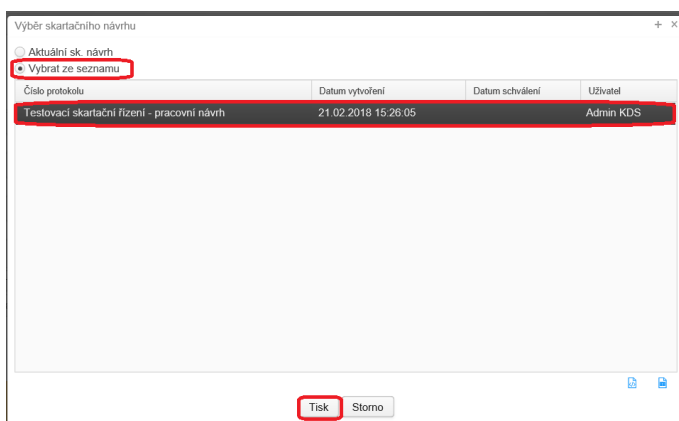 Výběr skartačního návrhu
Aktuální sk. návrh
Vybrat ze seznamu
Číslo protokolu Datum vytvoření Datum schválení Uživatel
Testovací skartační řízení - pracovní návrh 21.02.2018 15:26:05 Admin KDS
Tisk Storno